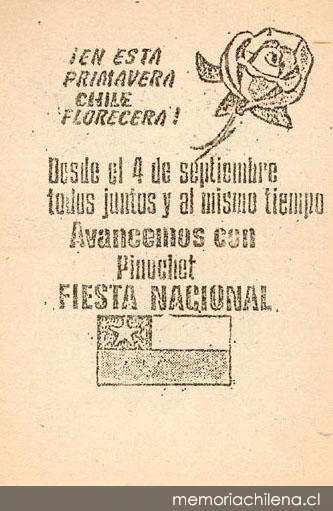 ¡EN ESTA
PRIMAVERA
CHILE
FLORECERA!
Desde el 4 de septiembre
todos juntos y al mismo tiempo
Avancemos con
Pinochet
FIESTA NACIONAL
memoriachilena.cl